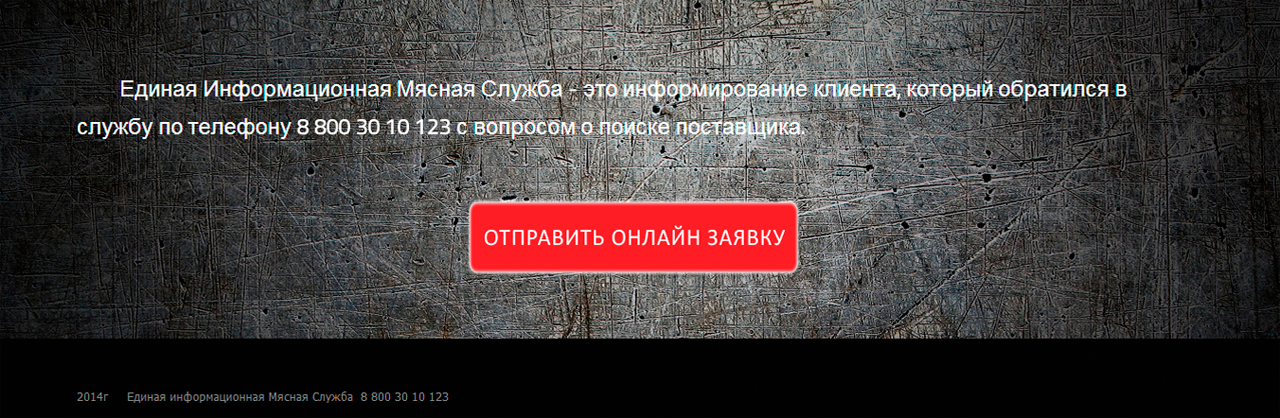 Единая Информационная Мясная Служба - это информирование клиента, который обратился в
службу по телефону 8 800 30 10 123 с вопросом о поиске поставщика.
ОТПРАВИТЬ ОНЛАЙН ЗАЯВКУ
2014г Единая информационная Мясная Служба 8 800 30 10 123